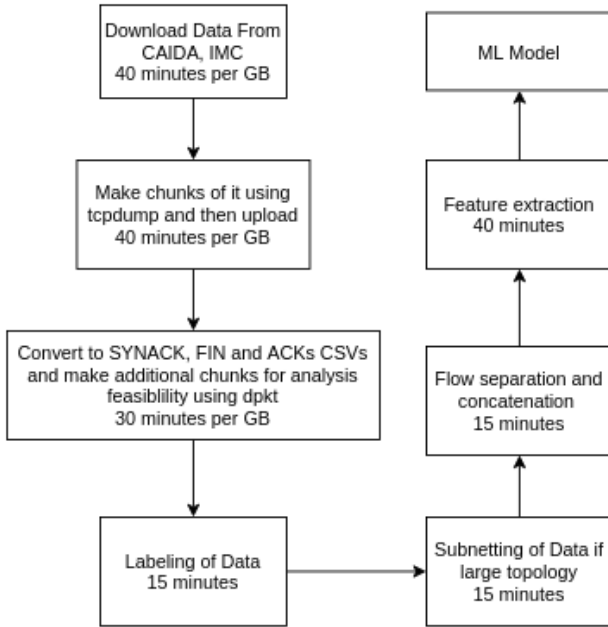 Download Data From
CAIDA, IMC
40 minutes per GB
Make chunks of it using
tcpdump and then upload
40 minutes per GB
Convert to SYNACK, FIN and ACKs CSVs
and make additional chunks for analysis
feasiblility using dpkt
30 minutes per GB
Labeling of Data
15 minutes
Subnetting of Data if
large topology
15 minutes
Flow separation and
concatenation
15 minutes
Feature extraction
40 minutes
ML Model